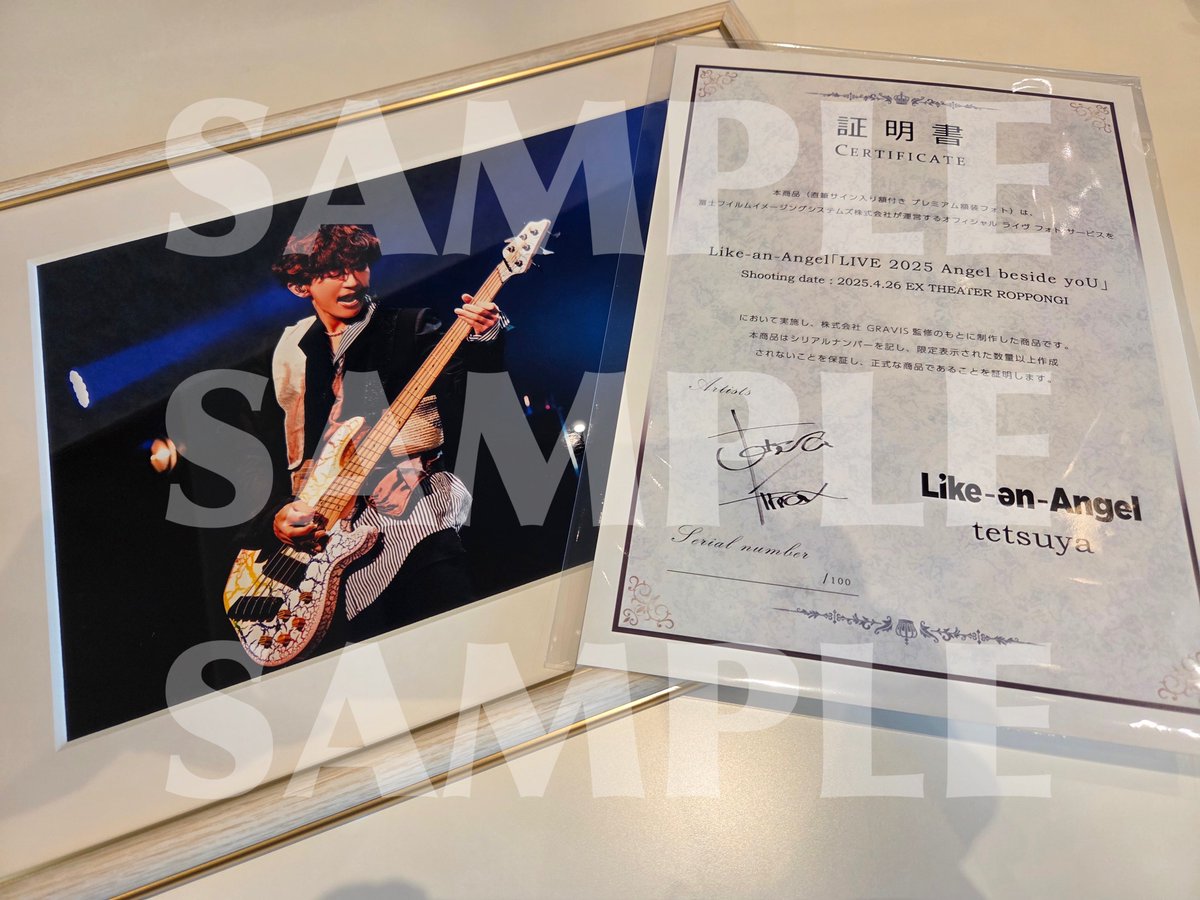 SAMPLE
SAMPLE
SAMPLE
証明書
CERTIFICATE
本商品（直筆サイン入り額付き プレミアム額装フォト）は、
富士フイルムイメージングシステムズ株式会社が運営するオフィシャル ライヴ フォトサービスを
Like-an-Angel「LIVE 2025 Angel beside yoU」
Shooting date : 2025.4.26 EX THEATER ROPPONGI
において実施し、株式会社 GRAVIS 監修のもとに制作した商品です。
本商品はシリアルナンバーを記し、限定表示された数量以上作成
されないことを保証し、正式な商品であることを証明します。
Artists
Like-ən-Angel
tetsuya
Serial number
/100